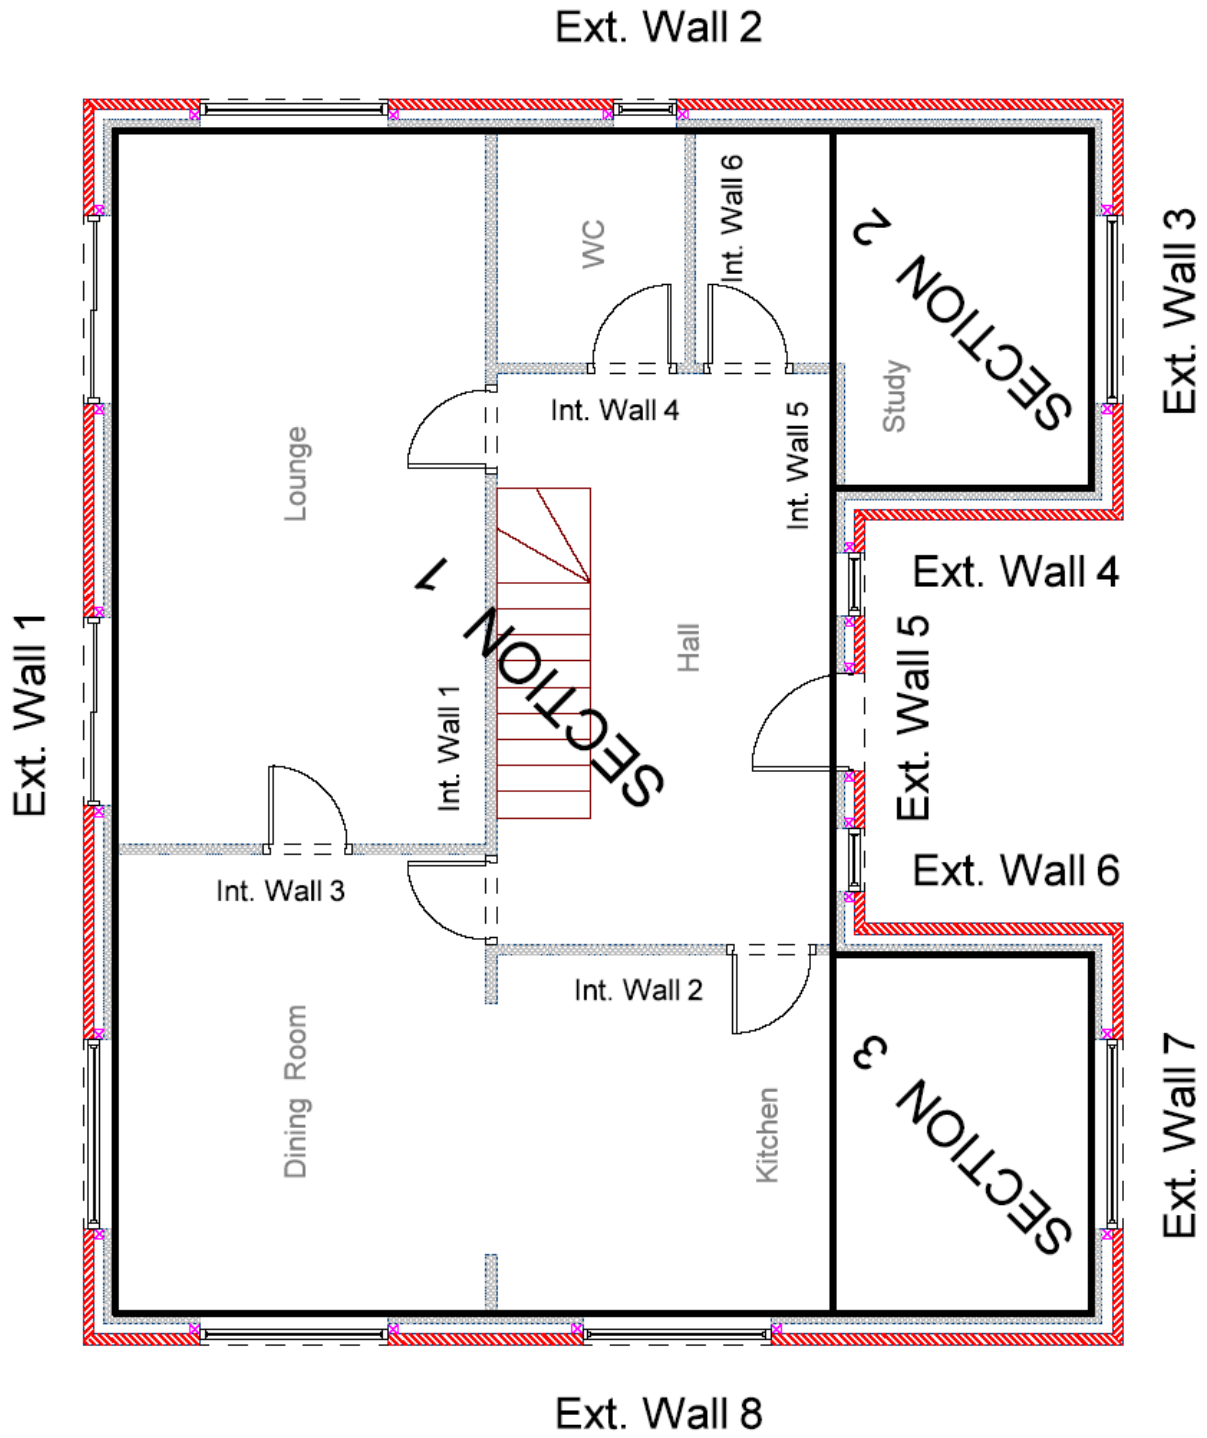 Ext. Wall 2
WC
Int. Wall 6
SECTION 2
Ext. Wall 3
Study
Int. Wall 4
Int. Wall 5
Lounge
Ext. Wall 4
SECTION 1
Hall
Ext. Wall 1
Int. Wall 1
Ext. Wall 5
Int. Wall 3
Ext. Wall 6
Int. Wall 2
Dining Room
Kitchen
SECTION 3
Ext. Wall 7
Ext. Wall 8